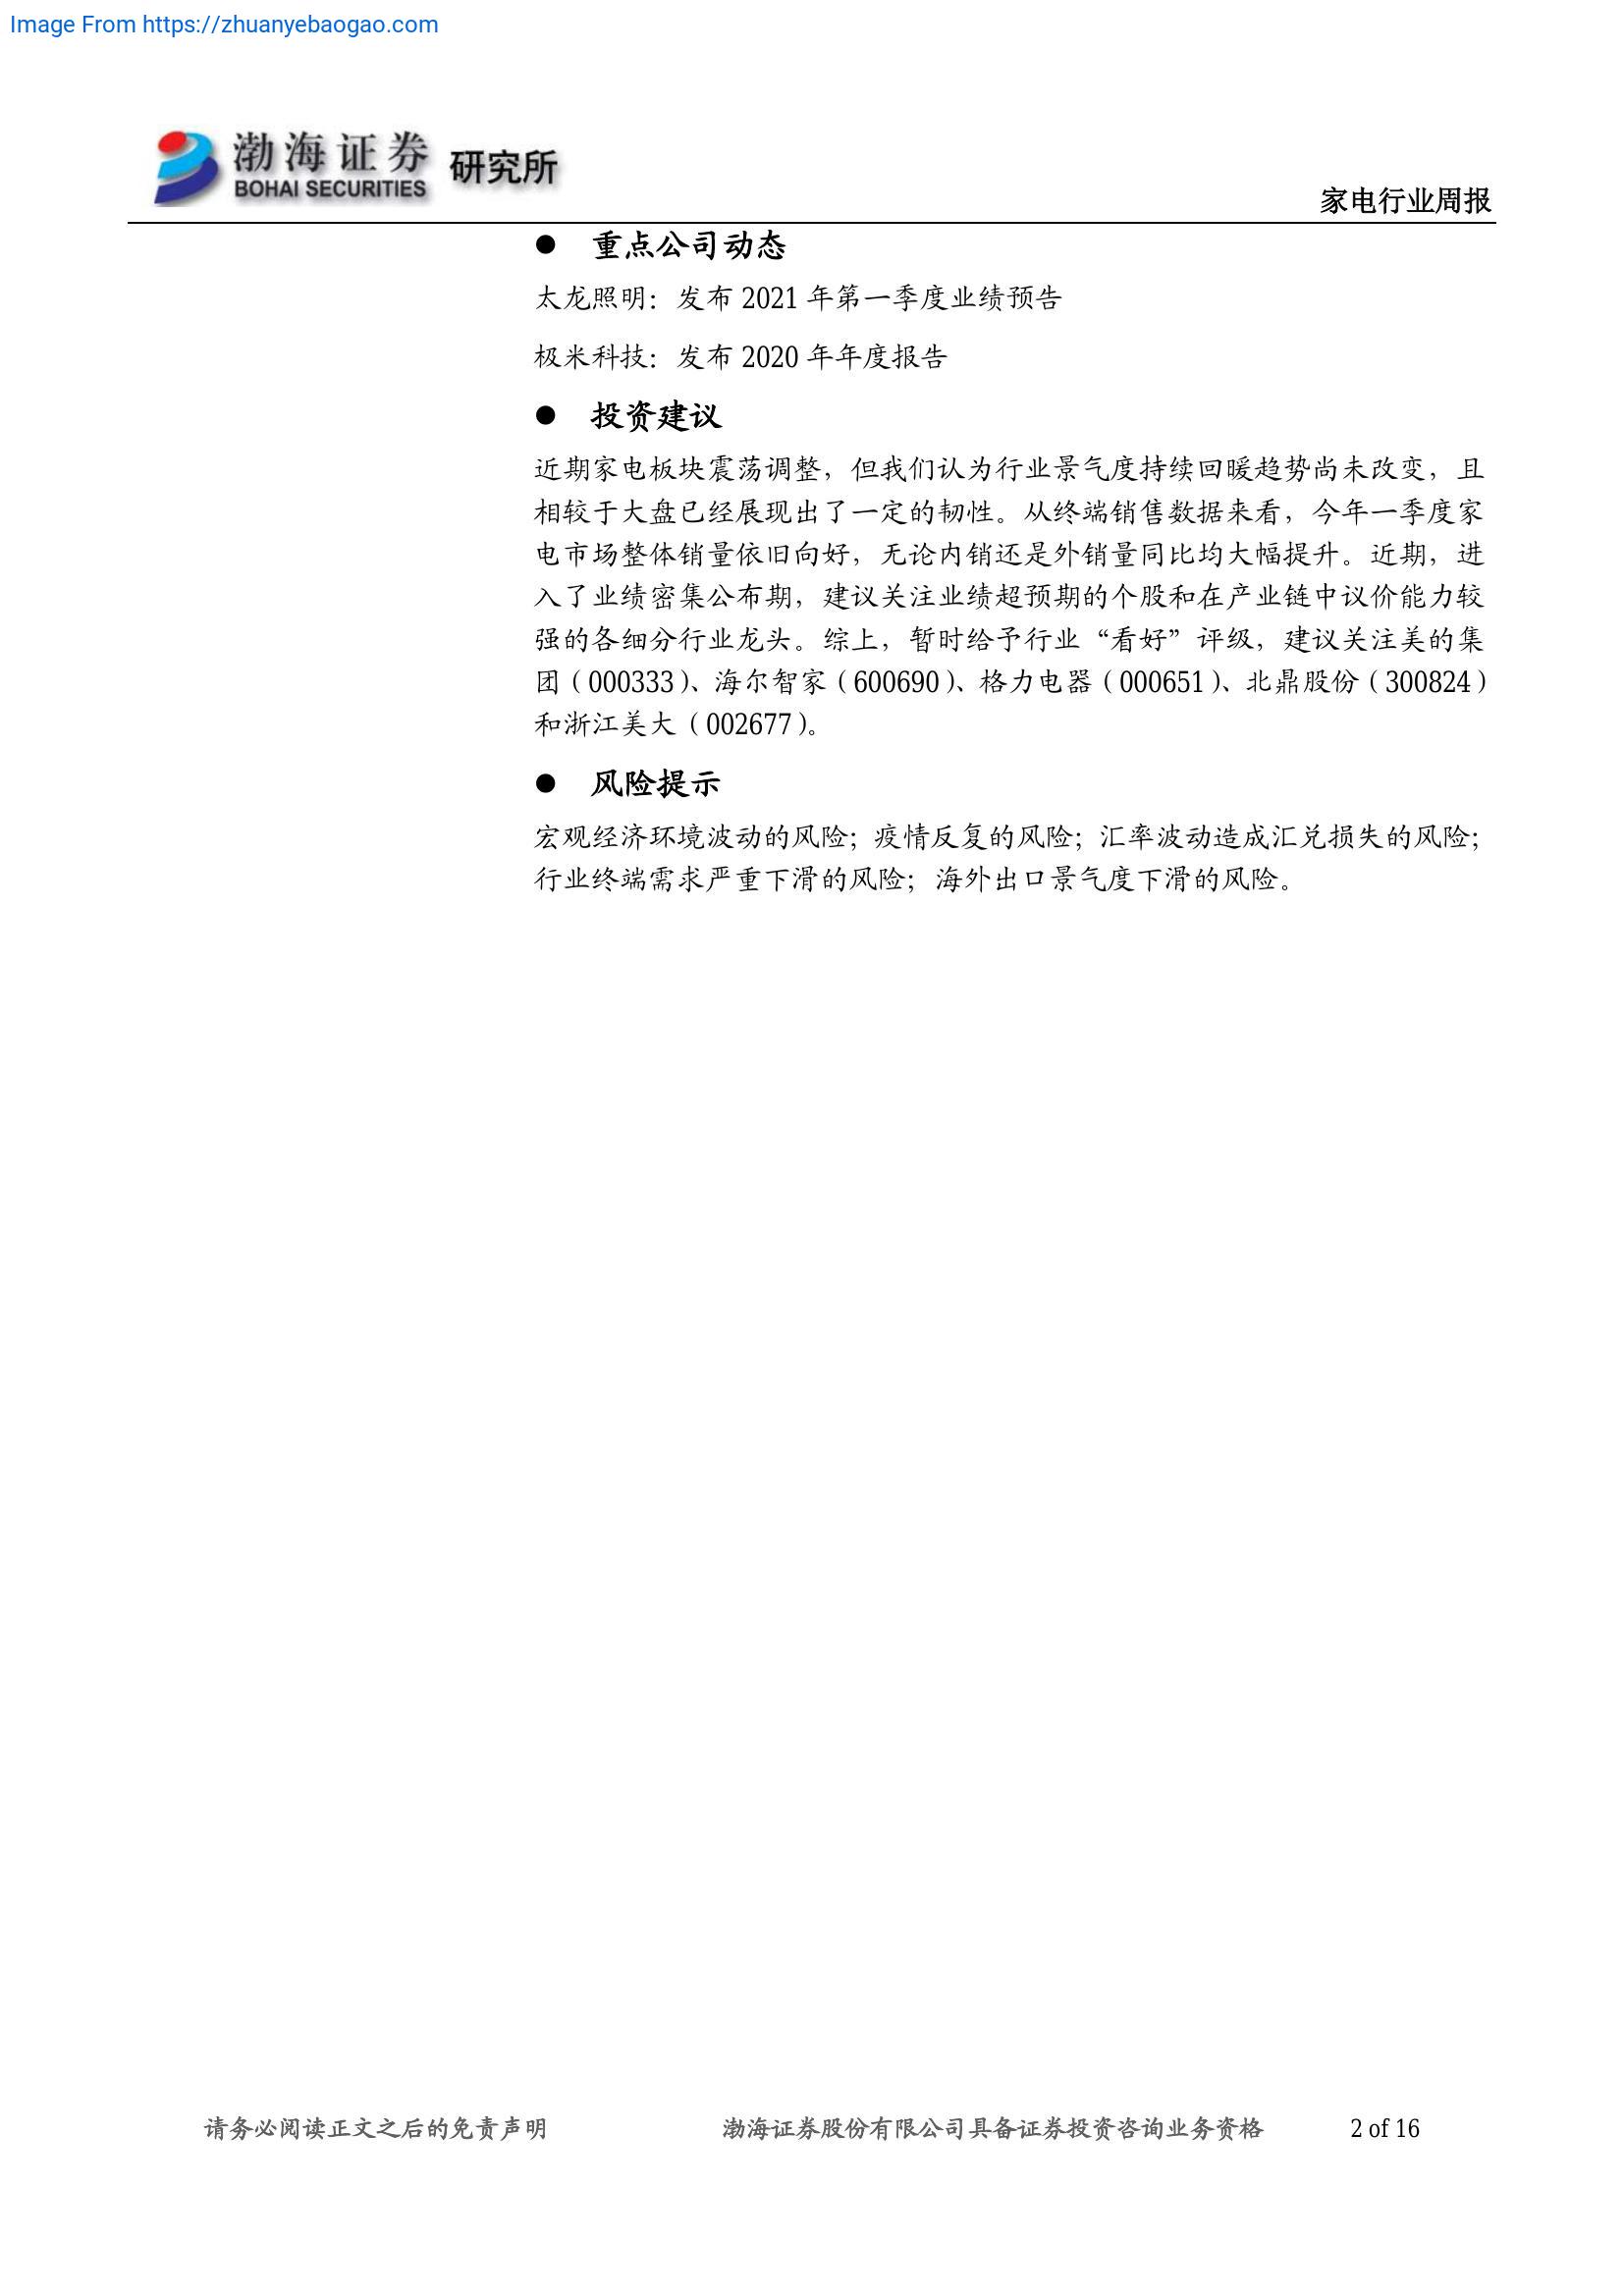 Image From https://zhuanyebaogao.com
渤海证券 研究所
BOHAI SECURITIES
家电行业周报
● 重点公司动态
太龙照明：发布 2021 年第一季度业绩预告
极米科技：发布 2020 年年度报告
● 投资建议
近期家电板块震荡调整，但我们认为行业景气度持续回暖趋势尚未改变，且
相较于大盘已经展现出了一定的韧性。从终端销售数据来看，今年一季度家
电市场整体销量依旧向好，无论内销还是外销量同比均大幅提升。近期，进
入了业绩密集公布期，建议关注业绩超预期的个股和在产业链中议价能力较
强的各细分行业龙头。综上，暂时给予行业“看好”评级，建议关注美的集
团（000333）、海尔智家（600690）、格力电器（000651）、北鼎股份（300824）
和浙江美大（002677）。
● 风险提示
宏观经济环境波动的风险；疫情反复的风险；汇率波动造成汇兑损失的风险；
行业终端需求严重下滑的风险；海外出口景气度下滑的风险。
请务必阅读正文之后的免责声明 渤海证券股份有限公司具备证券投资咨询业务资格 2 of 16